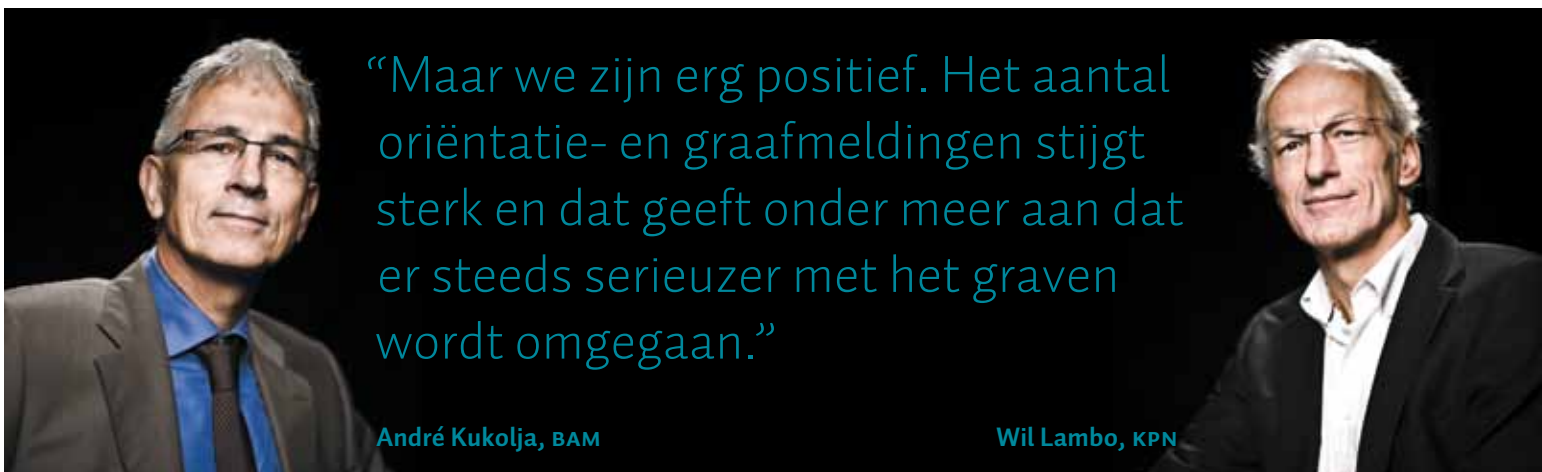 “Maar we zijn erg positief. Het aantal
oriëntatie- en graafmeldingen stijgt
sterk en dat geeft onder meer aan dat
er steeds serieuzer met het graven
wordt omgegaan.”
André Kukolja, BAM
Wil Lambo, KPN